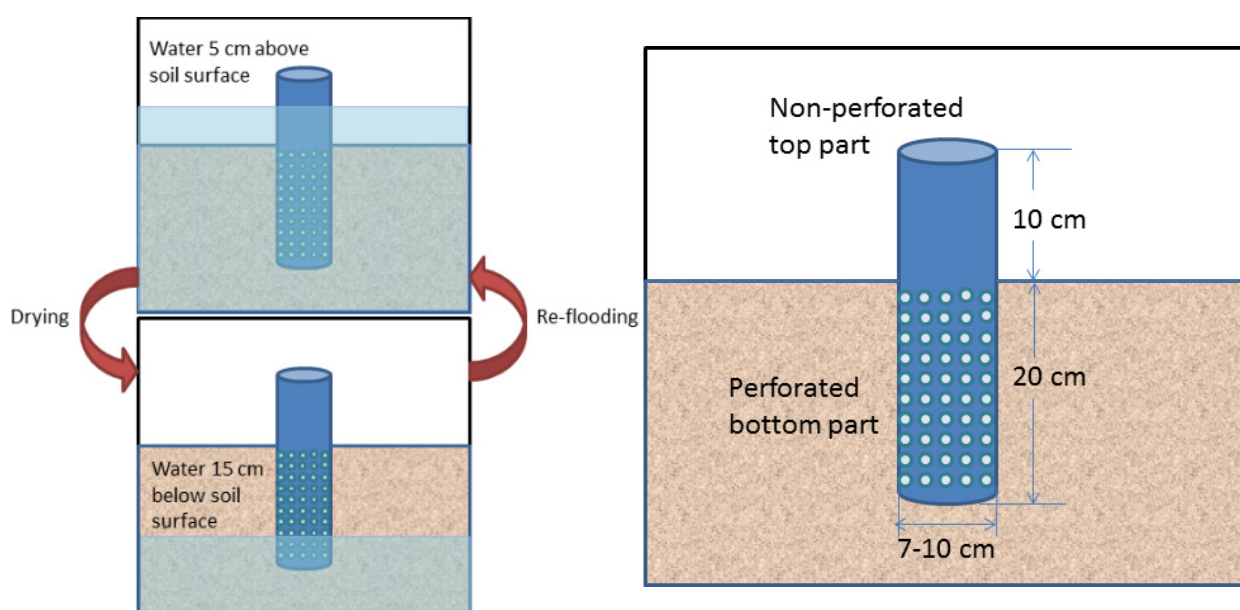 Water 5 cm above
soil surface
Drying
Re-flooding
Water 15 cm
below soil
surface
Non-perforated
top part
10 cm
Perforated
bottom part
20 cm
7-10 cm